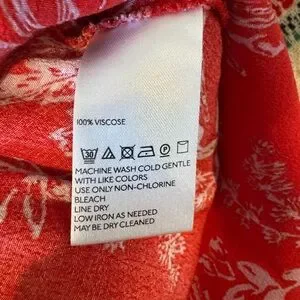 100% VISCOSE
30
MACHINE WASH COLD GENTLE
WITH LIKE COLORS
USE ONLY NON-CHLORINE
BLEACH
LINE DRY
LOW IRON AS NEEDED
MAY BE DRY CLEANED